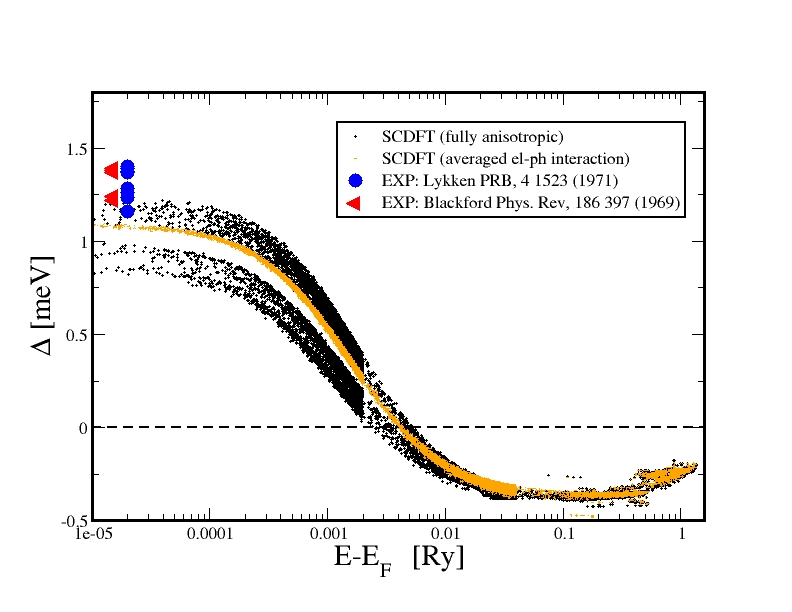 SCDFT (fully anisotropic)
SCDFT (averaged el-ph interaction)
EXP: Lykken PRB, 4 1523 (1971)
EXP: Blackford Phys. Rev, 186 397 (1969)
1.5
1
0.5
0
-0.5
Δ [meV]
1e-05 0.0001 0.001 0.01 0.1 1
E-E_F [Ry]